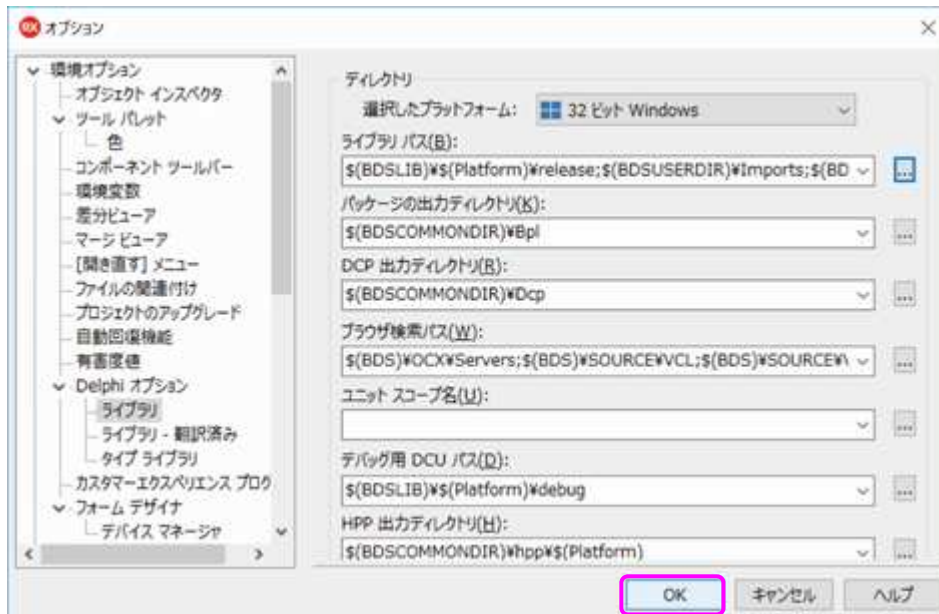 RX オプション
環境オプション
オブジェクト インスペクタ
ツール パレット
色
コンポーネント ツールバー
環境変数
差分ビューア
マージ ビューア
[開き直す] メニュー
ファイルの関連付け
プロジェクトのアップグレード
自動回復機能
有害度値
Delphi オプション
ライブラリ
ライブラリ - 翻訳済み
タイプ ライブラリ
カスタマーエクスペリエンス プログ
フォーム デザイナ
デバイス マネージャ
ディレクトリ
選択したプラットフォーム: 32 ビット Windows
ライブラリ パス(B):
$(BDSLIB)¥$(Platform)¥release;$(BDSUSERDIR)¥Imports;$(BD ...
パッケージの出力ディレクトリ(K):
$(BDSCOMMONDIR)¥Bpl ...
DCP 出力ディレクトリ(R):
$(BDSCOMMONDIR)¥Dcp ...
ブラウザ検索パス(W):
$(BDS)¥OCX¥Servers;$(BDS)¥SOURCE¥VCL;$(BDS)¥SOURCE¥ ...
ユニット スコープ名(U):
...
デバッグ用 DCU パス(D):
$(BDSLIB)¥$(Platform)¥debug ...
HPP 出力ディレクトリ(H):
$(BDSCOMMONDIR)¥hpp¥$(Platform) ...
OK キャンセル ヘルプ